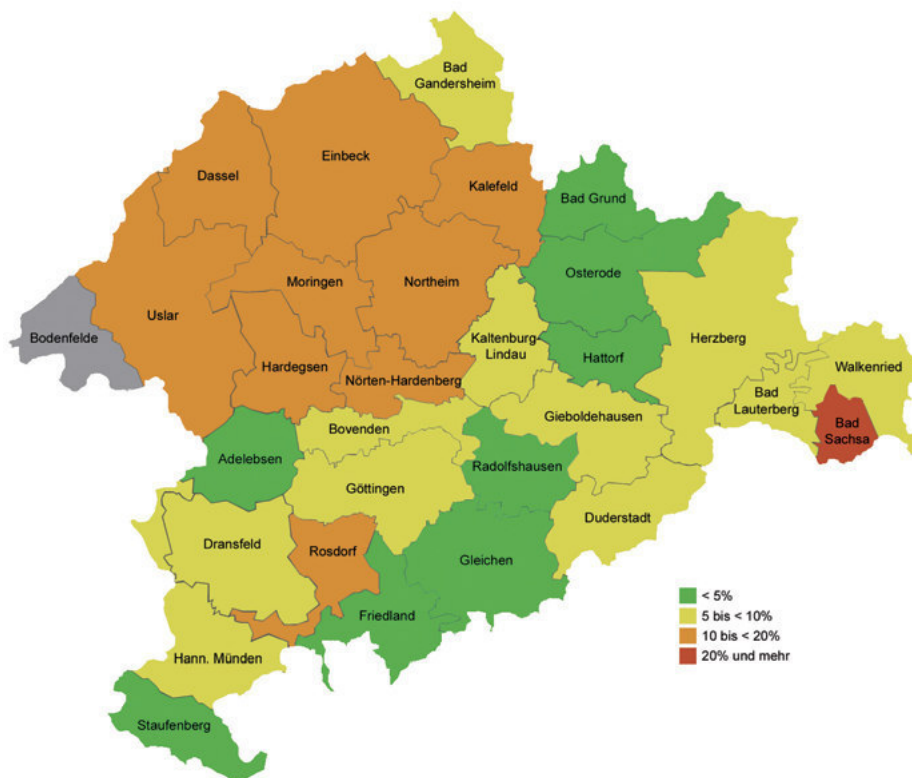 Bad
Gandersheim
Einbeck
Dassel
Kalefeld
Bad Grund
Osterode
Moringen
Northeim
Uslar
Bodenfelde
Kaltenburg-
Lindau
Herzberg
Hattorf
Walkenried
Hardegsen
Nörten-Hardenberg
Bad
Lauterberg
Gieboldehausen
Bad
Sachsa
Bovenden
Adelebsen
Radolfshausen
Göttingen
Duderstadt
Dransfeld
Rosdorf
Gleichen
Friedland
Hann. Münden
Staufenberg
< 5%
5 bis < 10%
10 bis < 20%
20% und mehr